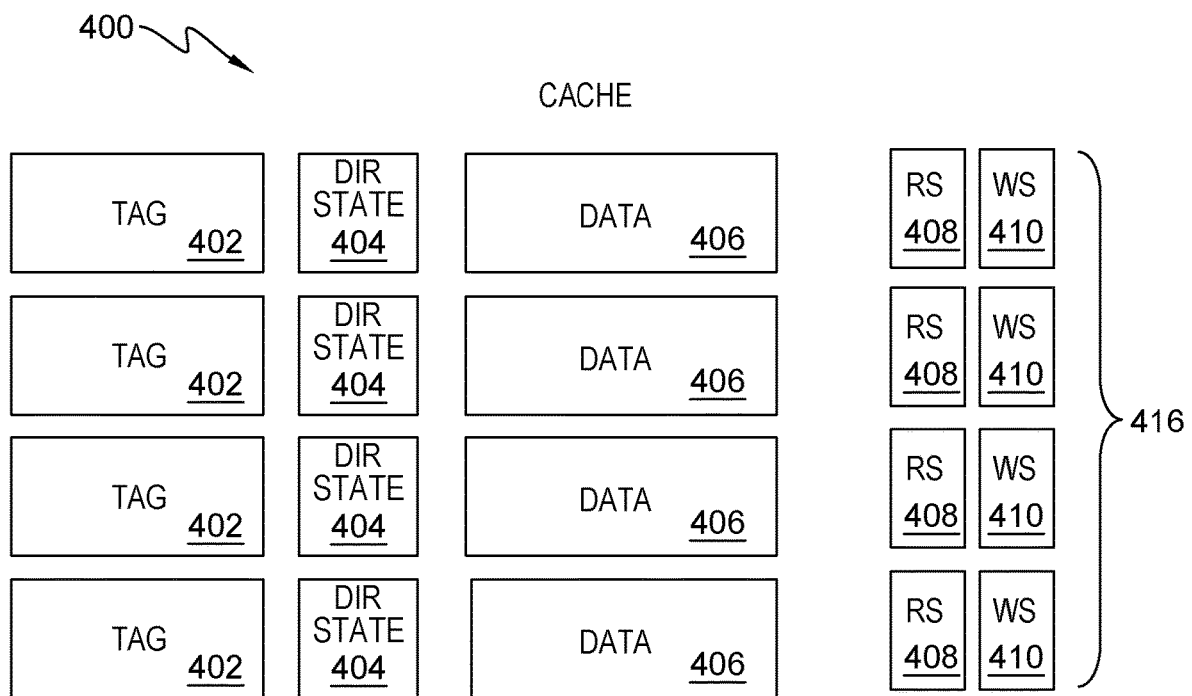 400
CACHE
TAG 402
DIR
STATE
404
DATA 406
RS
408
WS
410
TAG 402
DIR
STATE
404
DATA 406
RS
408
WS
410
416
TAG 402
DIR
STATE
404
DATA 406
RS
408
WS
410
TAG 402
DIR
STATE
404
DATA 406
RS
408
WS
410